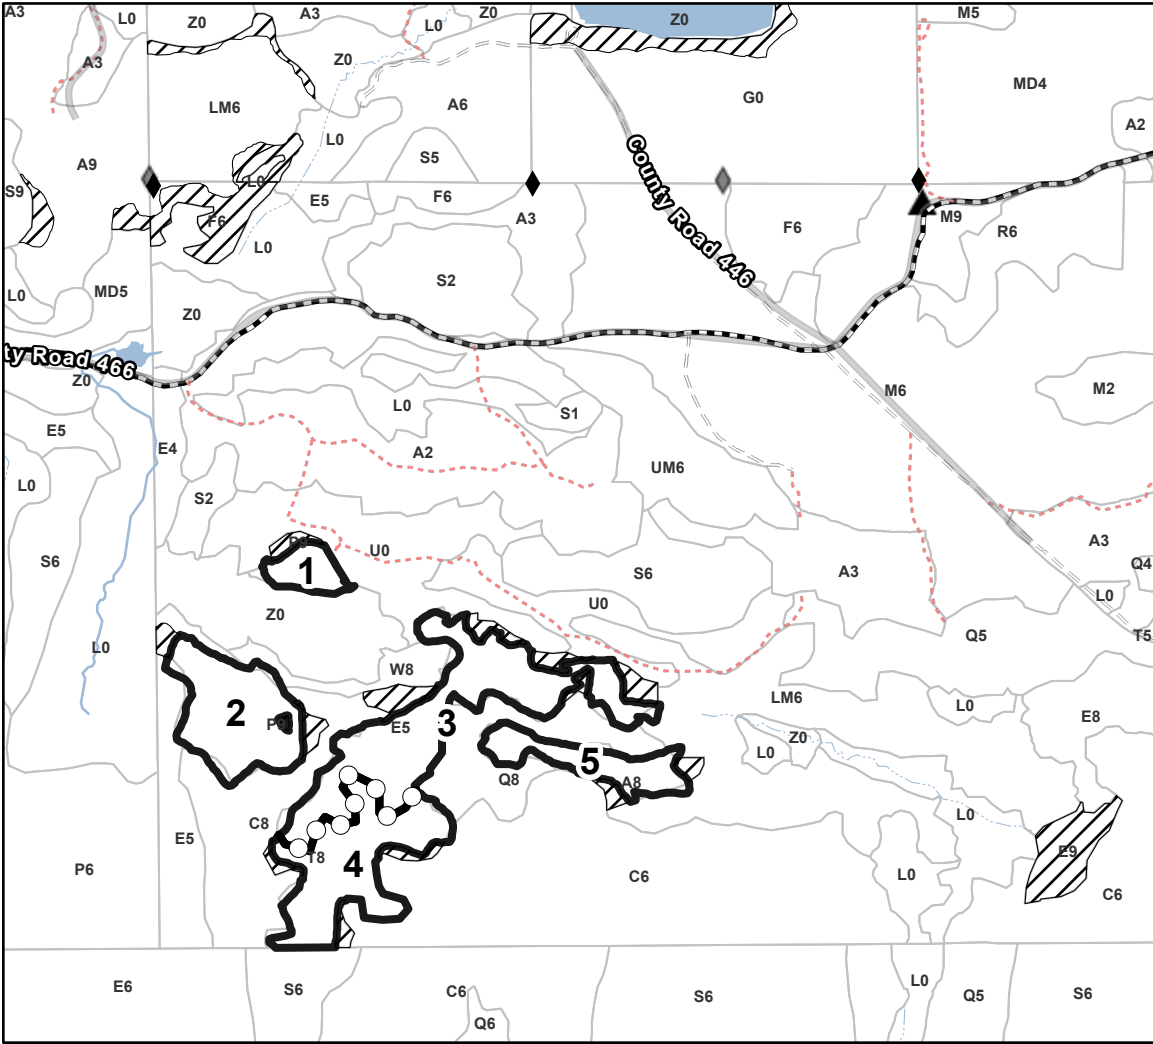 A3
L0
Z0
A3
L0
Z0
Z0
M5
A3
Z0
MD4
LM6
A6
G0
A2
L0
S5
A9
S9
L0
E5
F6
A3
F6
M9
R6
F6
L0
County Road 446
MD5
L0
S2
Z0
ty Road 466
Z0
M6
M2
L0
S1
E5
E4
A2
UM6
L0
S2
S6
U0
1
S6
A3
A3
Q4
L0
U0
Z0
Q5
T5
L0
W8
LM6
L0
E8
2
3
E5
Z0
L0
5
Q8
A8
C8
E5
T8
4
L0
E9
P6
C6
L0
C6
E6
S6
C6
S6
L0
Q5
S6
Q6